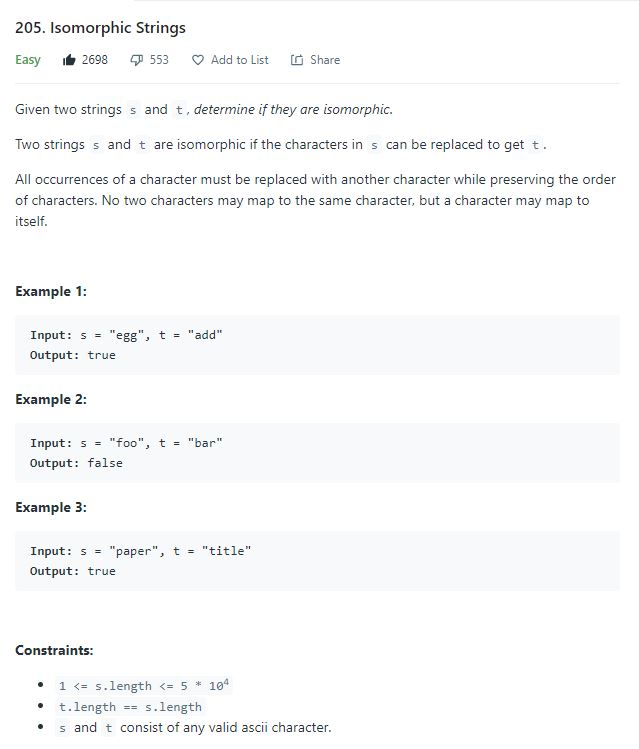 205. Isomorphic Strings
Easy 2698 553 Add to List Share
Given two strings s and t, determine if they are isomorphic.
Two strings s and t are isomorphic if the characters in s can be replaced to get t.
All occurrences of a character must be replaced with another character while preserving the order
of characters. No two characters may map to the same character, but a character may map to
itself.
Example 1:
Input: s = "egg", t = "add"
Output: true
Example 2:
Input: s = "foo", t = "bar"
Output: false
Example 3:
Input: s = "paper", t = "title"
Output: true
Constraints:
• 1 <= s.length <= 5 * 10⁴
• t.length == s.length
• s and t consist of any valid ascii character.